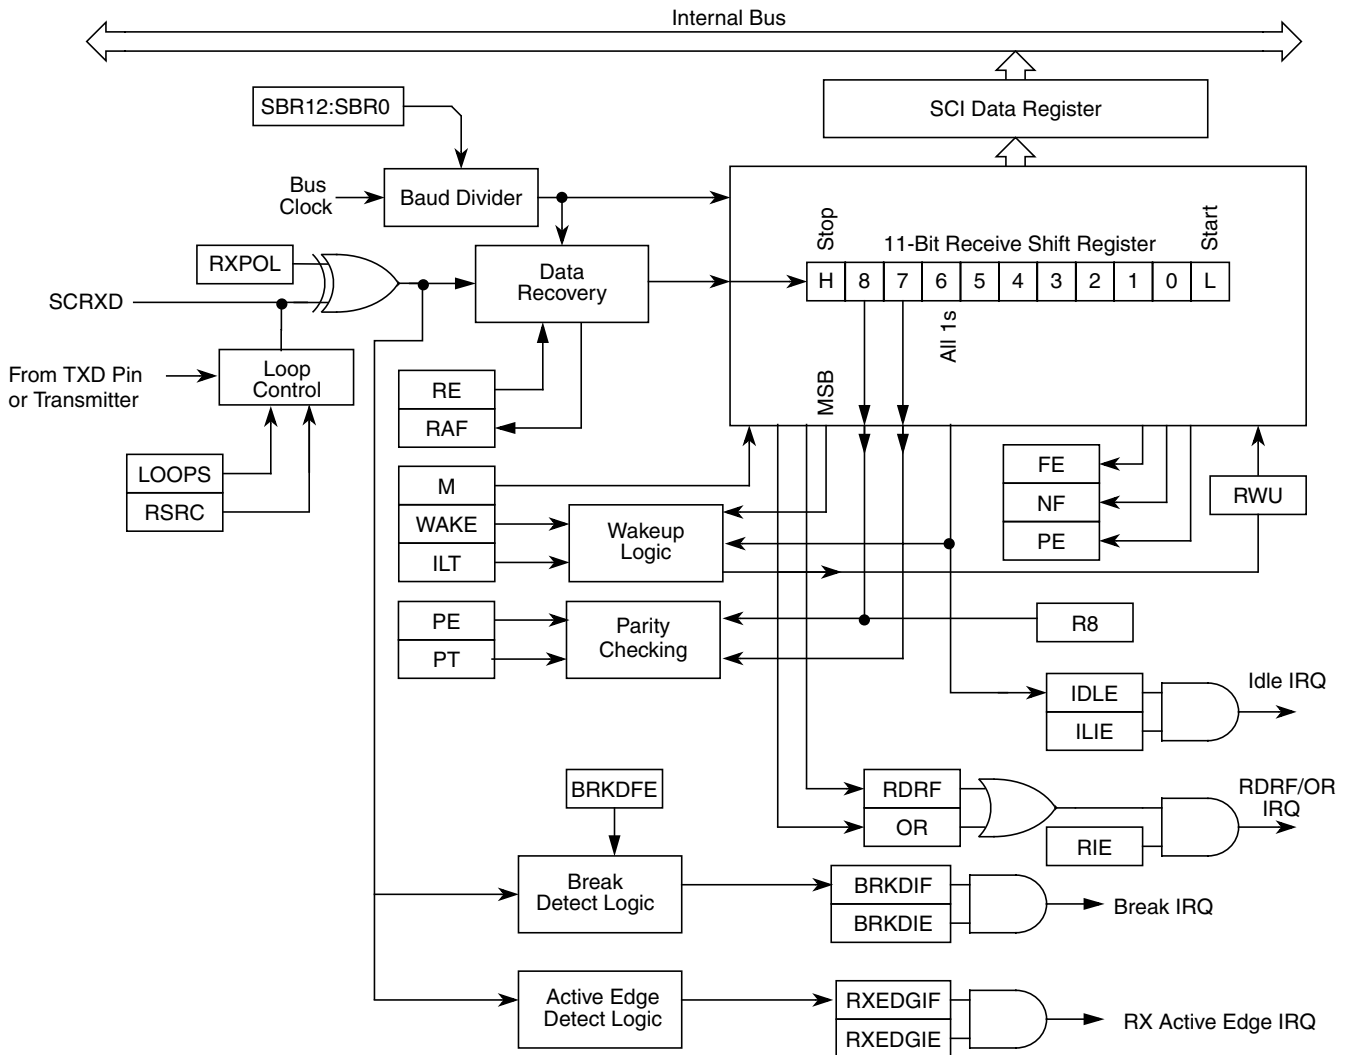 Internal Bus
SBR12:SBR0
SCI Data Register
Bus
Clock
Baud Divider
RXPOL
SCRXD
Data
Recovery
Stop
11-Bit Receive Shift Register
Start
H 8 7 6 5 4 3 2 1 0 L
All 1s
MSB
From TXD Pin
or Transmitter
Loop
Control
LOOPS
RSRC
RE
RAF
M
WAKE
ILT
Wakeup
Logic
FE
NF
PE
RWU
PE
PT
Parity
Checking
R8
IDLE
ILIE
Idle IRQ
BRKDFE
RDRF
OR
RIE
RDRF/OR
IRQ
Break
Detect Logic
BRKDIF
BRKDIE
Break IRQ
Active Edge
Detect Logic
RXEDGIF
RXEDGIE
RX Active Edge IRQ